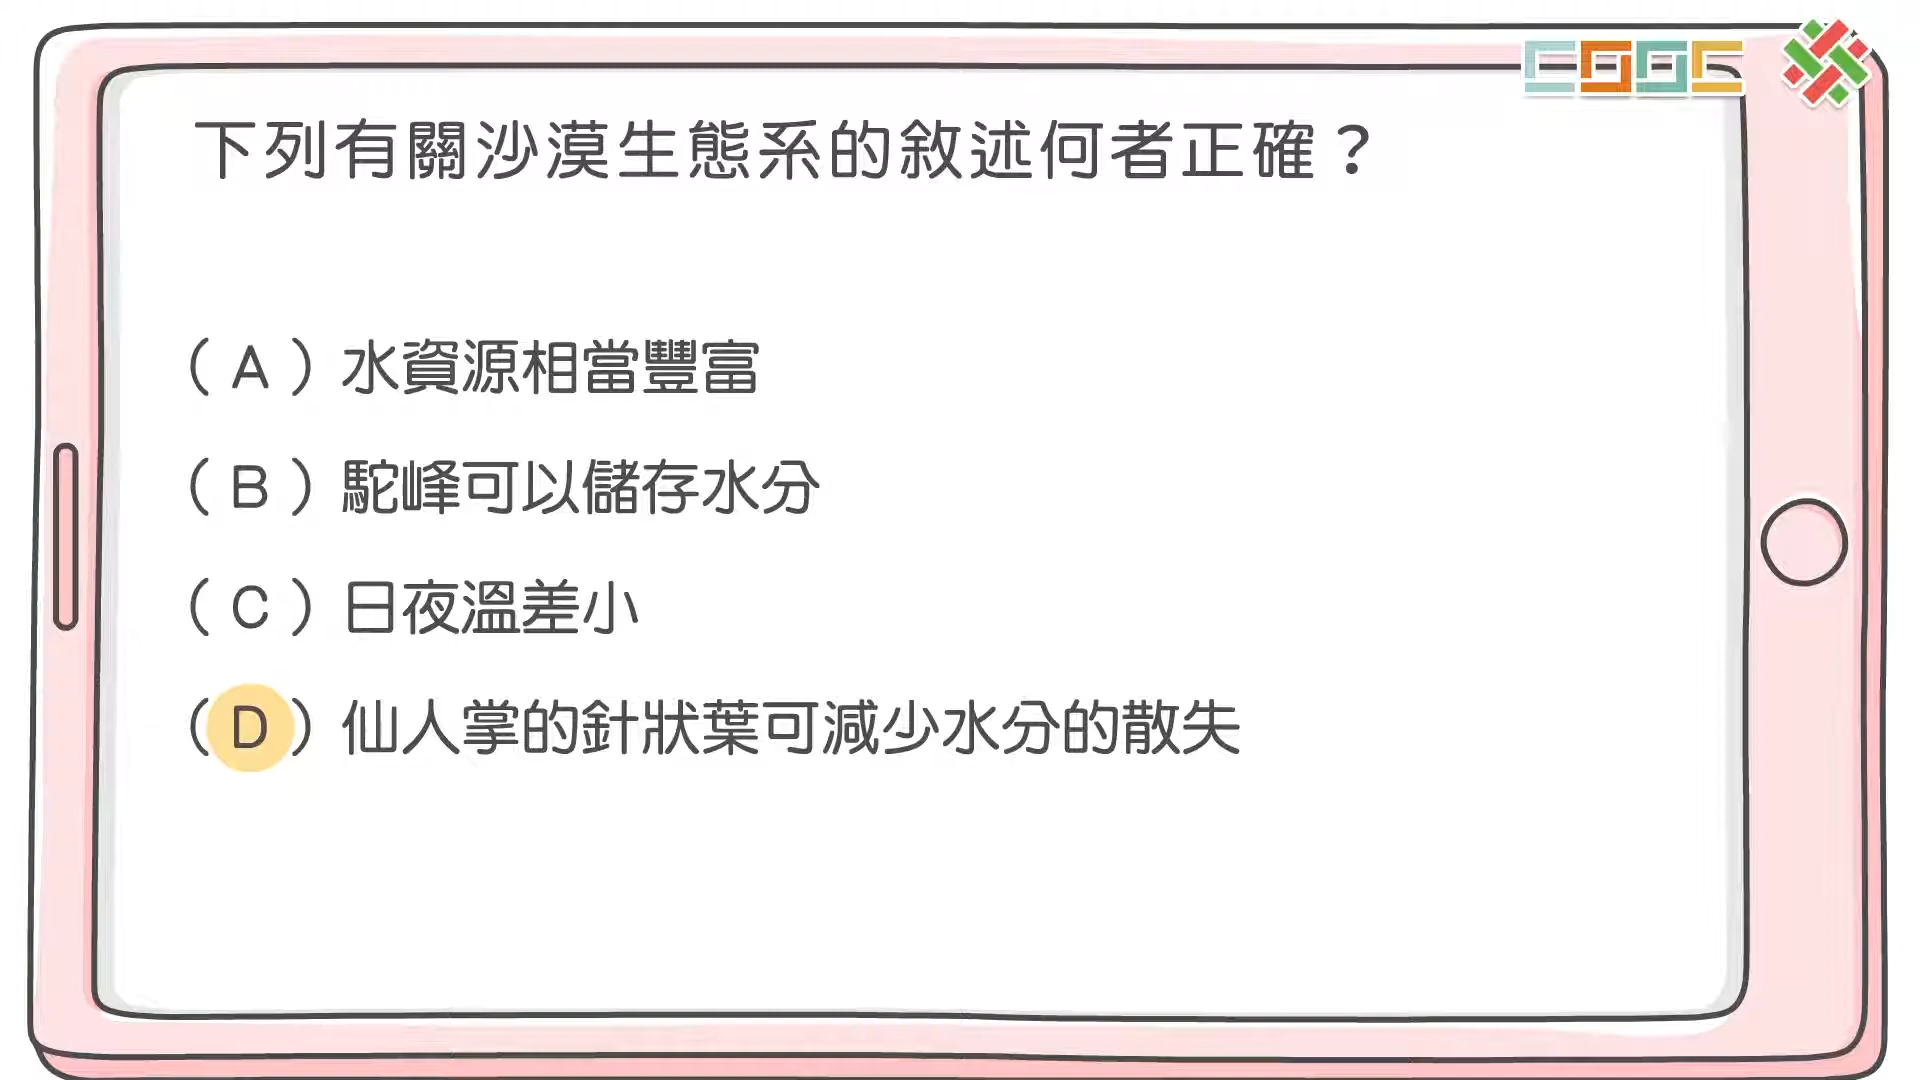 下列有關沙漠生態系的敘述何者正確？
（A）水資源相當豐富
（B）駝峰可以儲存水分
（C）日夜溫差小
（D）仙人掌的針狀葉可減少水分的散失